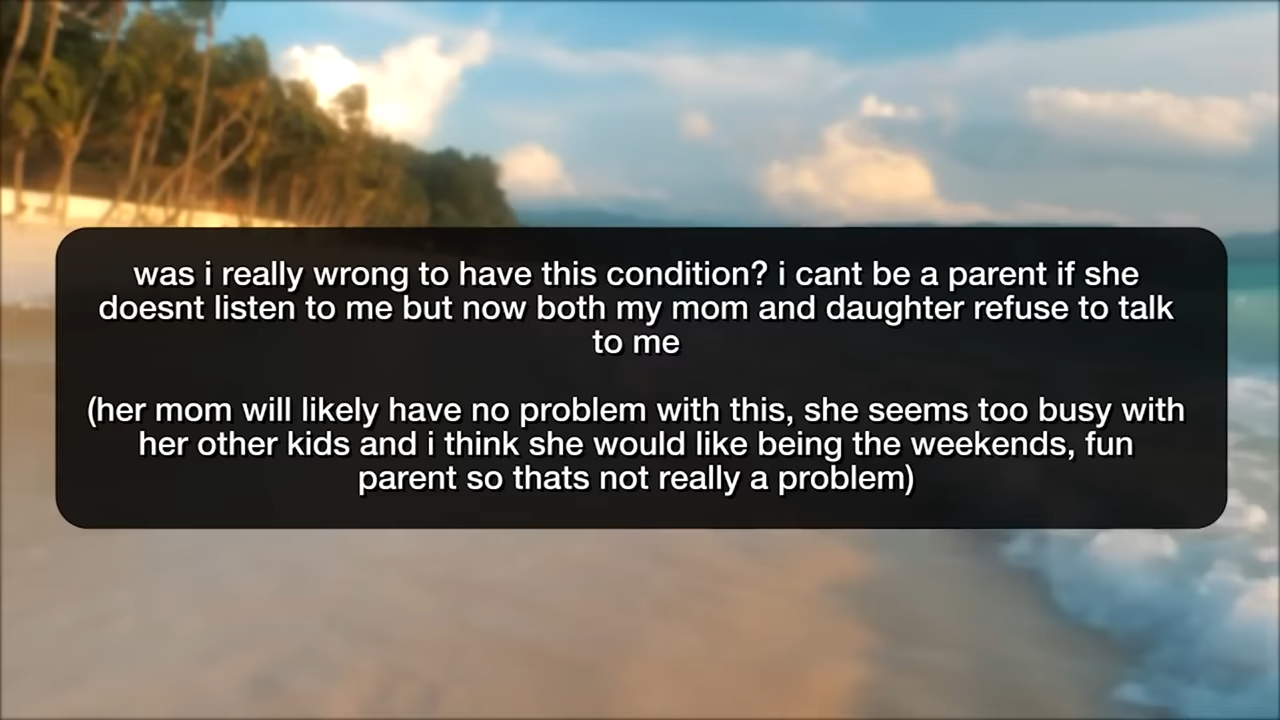 was i really wrong to have this condition? i cant be a parent if she
doesnt listen to me but now both my mom and daughter refuse to talk
to me
(her mom will likely have no problem with this, she seems too busy with
her other kids and i think she would like being the weekends, fun
parent so thats not really a problem)